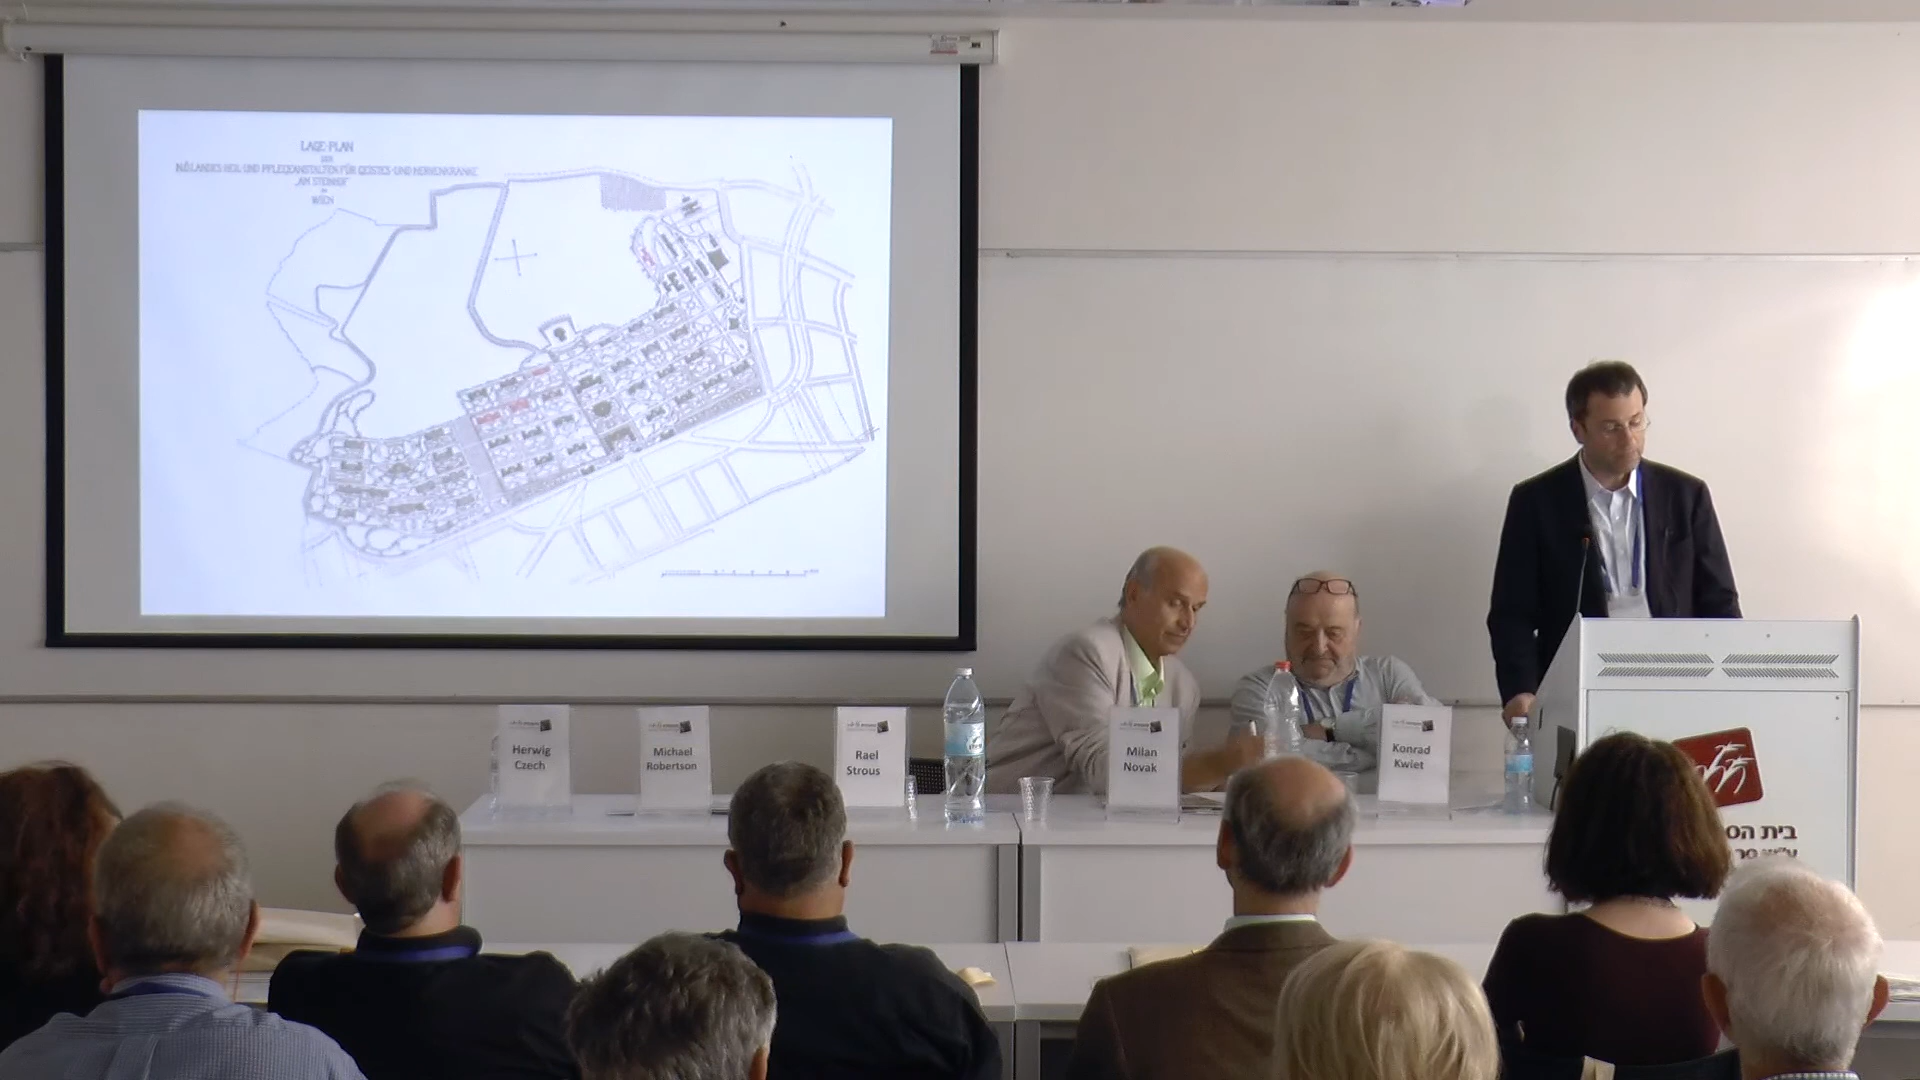 LAGE-PLAN
DER
N.Ö. LANDES-HEIL-UND PFLEGEANSTALTEN FÜR GEISTES-UND NERVENKRANKE
„AM STEINHOF"
IN
WIEN
Herwig
Czech
Michael
Robertson
Rael
Strous
Milan
Novak
Konrad
Kwiet
בית הס
ע"ש סר